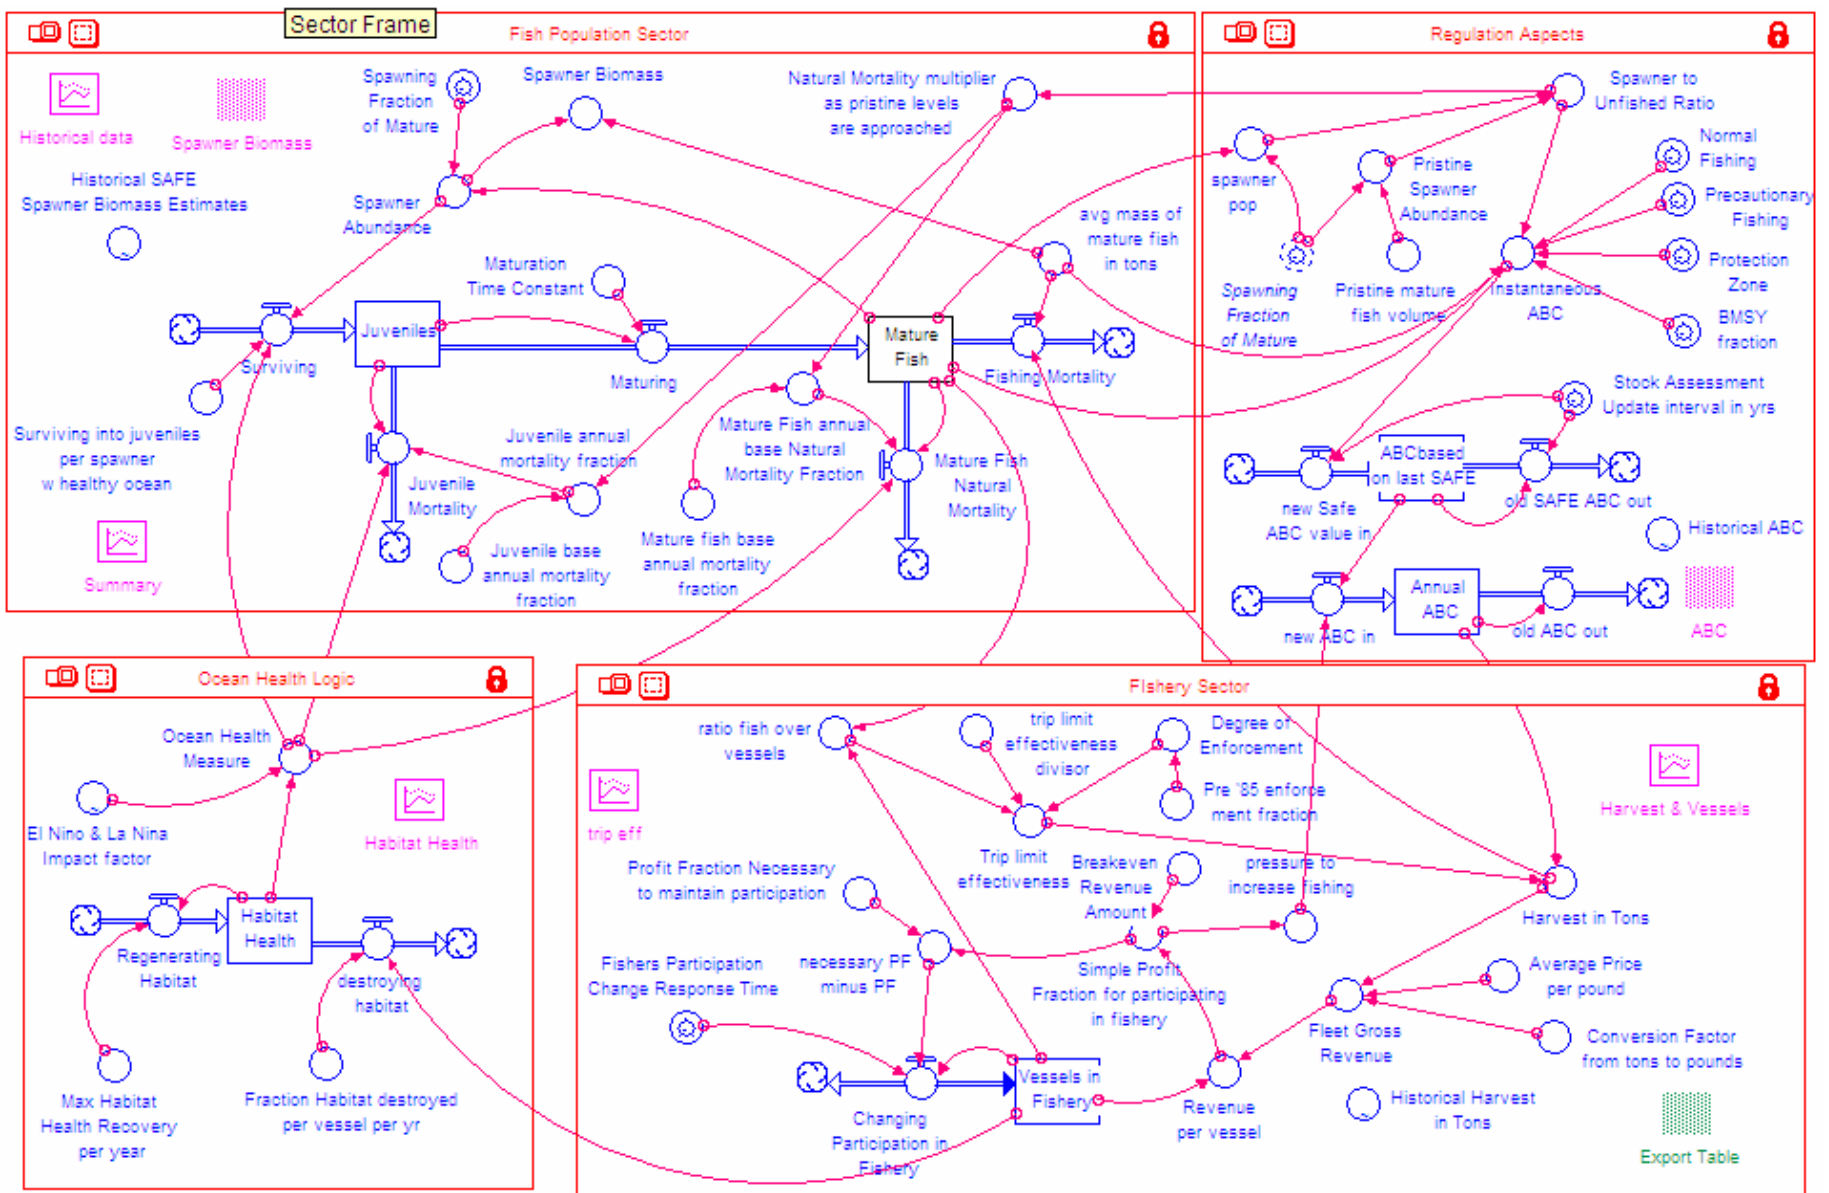 Sector Frame
Fish Population Sector
Historical data
Spawner Biomass
Spawning
Fraction
of Mature
Spawner Biomass
Natural Mortality multiplier
as pristine levels
are approached
Historical SAFE
Spawner Biomass Estimates
Spawner
Abundance
avg mass of
mature fish
in tons
Maturation
Time Constant
Juveniles
Surviving
Maturing
Mature
Fish
Fishing Mortality
Surviving into juveniles
per spawner
w healthy ocean
Juvenile
Mortality
Juvenile annual
mortality fraction
Mature Fish annual
base Natural
Mortality Fraction
Mature Fish
Natural
Mortality
Juvenile base
annual mortality
fraction
Mature fish base
annual mortality
fraction
Summary
Regulation Aspects
Spawner to
Unfished Ratio
Normal
Fishing
spawner
pop
Pristine
Spawner
Abundance
Precautionary
Fishing
Protection
Zone
Spawning
Fraction
of Mature
Pristine mature
fish volume
Instantaneous
ABC
BMSY
fraction
Stock Assessment
Update interval in yrs
ABCbased
on last SAFE
new Safe
ABC value in
old SAFE ABC out
Historical ABC
Annual
ABC
new ABC in
old ABC out
ABC
Ocean Health Logic
Ocean Health
Measure
El Nino & La Nina
Impact factor
Habitat Health
Habitat
Health
Regenerating
Habitat
destroying
habitat
Max Habitat
Health Recovery
per year
Fraction Habitat destroyed
per vessel per yr
FIshery Sector
ratio fish over
vessels
trip limit
effectiveness
divisor
Degree of
Enforcement
trip eff
Pre '85 enforce
ment fraction
Harvest & Vessels
Profit Fraction Necessary
to maintain participation
Trip limit
effectiveness
Breakeven
Revenue
Amount
pressure to
increase fishing
Harvest in Tons
Fishers Participation
Change Response Time
necessary PF
minus PF
Simple Profit
Fraction for participating
in fishery
Average Price
per pound
Fleet Gross
Revenue
Conversion Factor
from tons to pounds
Vessels in
Fishery
Changing
Participation in
Fishery
Revenue
per vessel
Historical Harvest
in Tons
Export Table